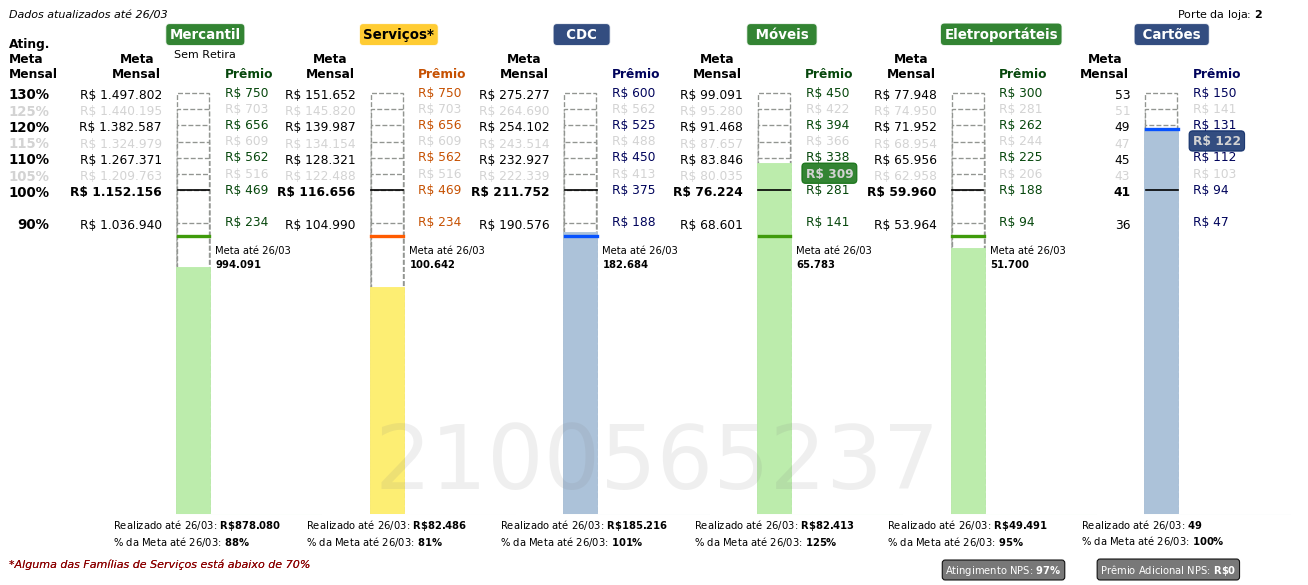 Dados atualizados até 26/03
Porte da loja: 2
Mercantil Serviços* CDC Móveis Eletroportáteis Cartões
Sem Retira
Ating. Meta Mensal
Meta Mensal Prêmio Meta Mensal Prêmio Meta Mensal Prêmio Meta Mensal Prêmio Meta Mensal Prêmio Meta Mensal Prêmio
130% R$ 1.497.802 R$ 750 R$ 151.652 R$ 750 R$ 275.277 R$ 600 R$ 99.091 R$ 450 R$ 77.948 R$ 300 53 R$ 150
125% R$ 1.440.195 R$ 703 R$ 145.820 R$ 703 R$ 264.690 R$ 562 R$ 95.280 R$ 422 R$ 74.950 R$ 281 51 R$ 141
120% R$ 1.382.587 R$ 656 R$ 139.987 R$ 656 R$ 254.102 R$ 525 R$ 91.468 R$ 394 R$ 71.952 R$ 262 49 R$ 131
115% R$ 1.324.979 R$ 609 R$ 134.154 R$ 609 R$ 243.514 R$ 488 R$ 87.657 R$ 366 R$ 68.954 R$ 244 47 R$ 122
110% R$ 1.267.371 R$ 562 R$ 128.321 R$ 562 R$ 232.927 R$ 450 R$ 83.846 R$ 338 R$ 65.956 R$ 225 45 R$ 112
105% R$ 1.209.763 R$ 516 R$ 122.488 R$ 516 R$ 222.339 R$ 413 R$ 80.035 R$ 309 R$ 62.958 R$ 206 43 R$ 103
100% R$ 1.152.156 R$ 469 R$ 116.656 R$ 469 R$ 211.752 R$ 375 R$ 76.224 R$ 281 R$ 59.960 R$ 188 41 R$ 94
90% R$ 1.036.940 R$ 234 R$ 104.990 R$ 234 R$ 190.576 R$ 188 R$ 68.601 R$ 141 R$ 53.964 R$ 94 36 R$ 47
Meta até 26/03 Meta até 26/03 Meta até 26/03 Meta até 26/03 Meta até 26/03
994.091 100.642 182.684 65.783 51.700
2100565237
Realizado até 26/03: R$878.080 Realizado até 26/03: R$82.486 Realizado até 26/03: R$185.216 Realizado até 26/03: R$82.413 Realizado até 26/03: R$49.491 Realizado até 26/03: 49
% da Meta até 26/03: 88% % da Meta até 26/03: 81% % da Meta até 26/03: 101% % da Meta até 26/03: 125% % da Meta até 26/03: 95% % da Meta até 26/03: 100%
*Alguma das Famílias de Serviços está abaixo de 70%
Atingimento NPS: 97% Prêmio Adicional NPS: R$0